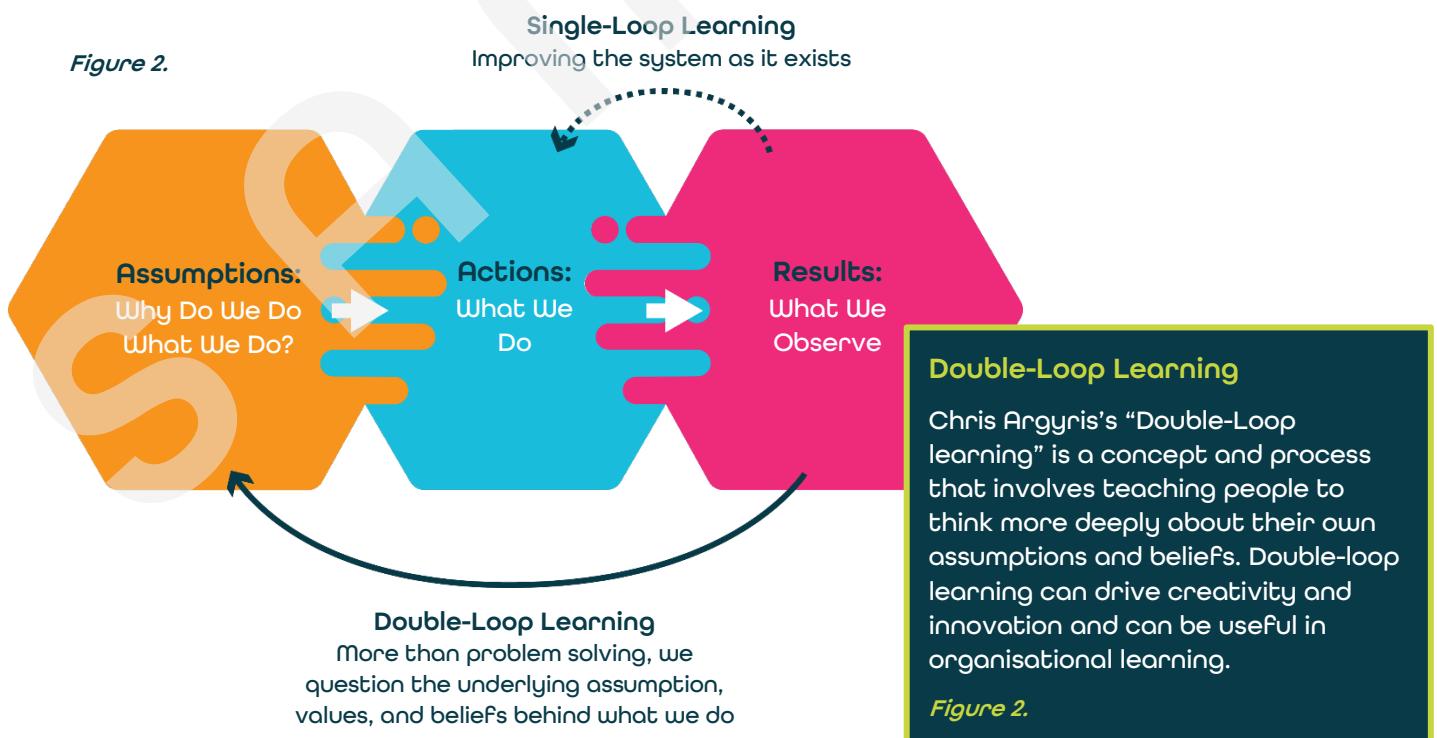 Single-Loop Learning
Improving the system as it exists
Figure 2.
Assumptions:
Why Do We Do
What We Do?
Actions:
What We
Do
Results:
What We
Observe
Double-Loop Learning
More than problem solving, we
question the underlying assumption,
values, and beliefs behind what we do
Double-Loop Learning
Chris Argyris’s “Double-Loop
learning” is a concept and process
that involves teaching people to
think more deeply about their own
assumptions and beliefs. Double-loop
learning can drive creativity and
innovation and can be useful in
organisational learning.
Figure 2.